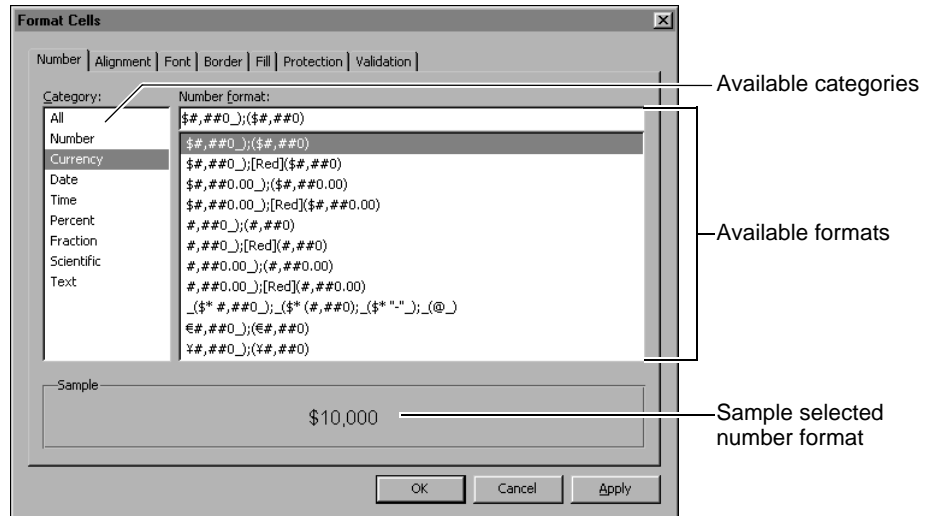 Format Cells
Number Alignment Font Border Fill Protection Validation
Category:
All
Number
Currency
Date
Time
Percent
Fraction
Scientific
Text
Number format:
$#,##0_);($#,##0)
$#,##0_);($#,##0)
$#,##0_);[Red]($#,##0)
$#,##0.00_);($#,##0.00)
$#,##0.00_);[Red]($#,##0.00)
#,##0_);(#,##0)
#,##0_);[Red](#,##0)
#,##0.00_);(#,##0.00)
#,##0.00_);[Red](#,##0.00)
_($* #,##0_);_($* (#,##0);_($* "-"_);_(@_)
€#,##0_);(€#,##0)
¥#,##0_);(¥#,##0)
Sample
$10,000
OK Cancel Apply
Available categories
Available formats
Sample selected
number format